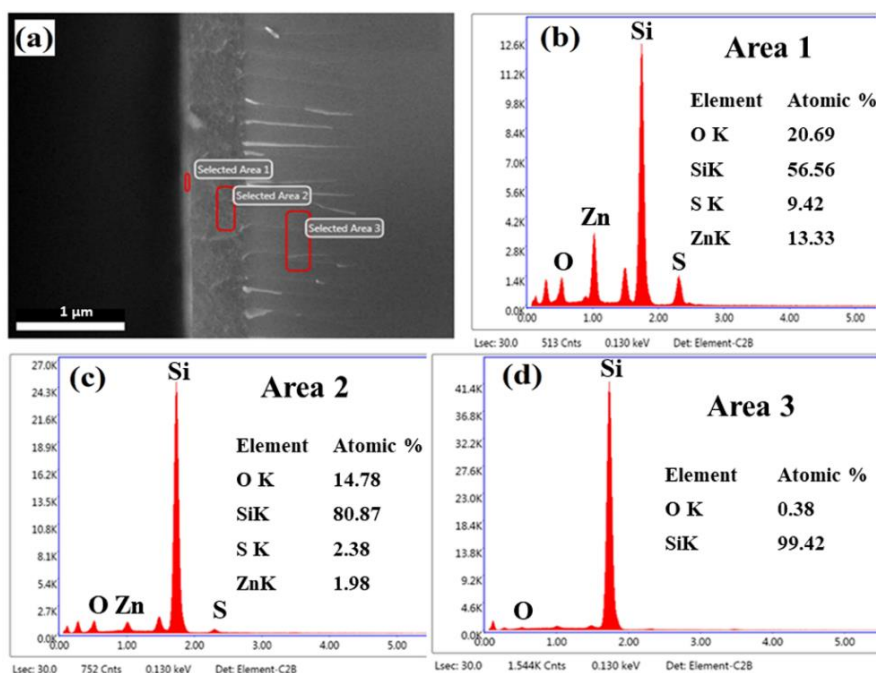 (a)
Selected Area 1
Selected Area 2
Selected Area 3
1 µm
(b)
Si
Area 1
12.6K
11.2K
9.8K
8.4K
7.0K
5.6K
4.2K
2.8K
1.4K
0.0K
Element Atomic %
O K 20.69
SiK 56.56
S K 9.42
ZnK 13.33
Zn
O
S
0.00 1.00 2.00 3.00 4.00 5.00
Lsec: 30.0 513 Cnts 0.130 keV Det: Element-C2B
(c)
Si
Area 2
27.0K
24.3K
21.6K
18.9K
16.2K
13.5K
10.8K
8.1K
5.4K
2.7K
0.0K
Element Atomic %
O K 14.78
SiK 80.87
S K 2.38
ZnK 1.98
O Zn
S
0.00 1.00 2.00 3.00 4.00 5.00
Lsec: 30.0 752 Cnts 0.130 keV Det: Element-C2B
(d)
Si
Area 3
41.4K
36.8K
32.2K
27.6K
23.0K
18.4K
13.8K
9.2K
4.6K
0.0K
Element Atomic %
O K 0.38
SiK 99.42
O
0.00 1.00 2.00 3.00 4.00 5.00
Lsec: 30.0 1.544K Cnts 0.130 keV Det: Element-C2B